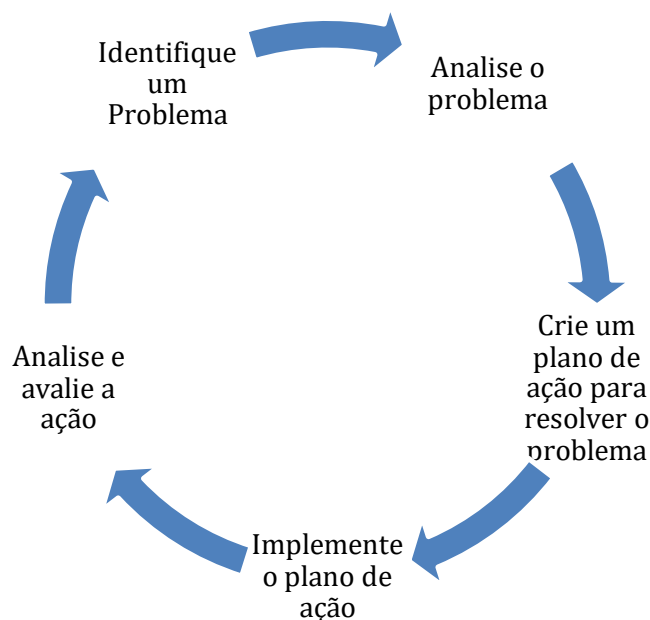 Identifique
um
Problema
Analise o
problema
Crie um
plano de
ação para
resolver o
problema
Implemente
o plano de
ação
Analise e
avalie a
ação